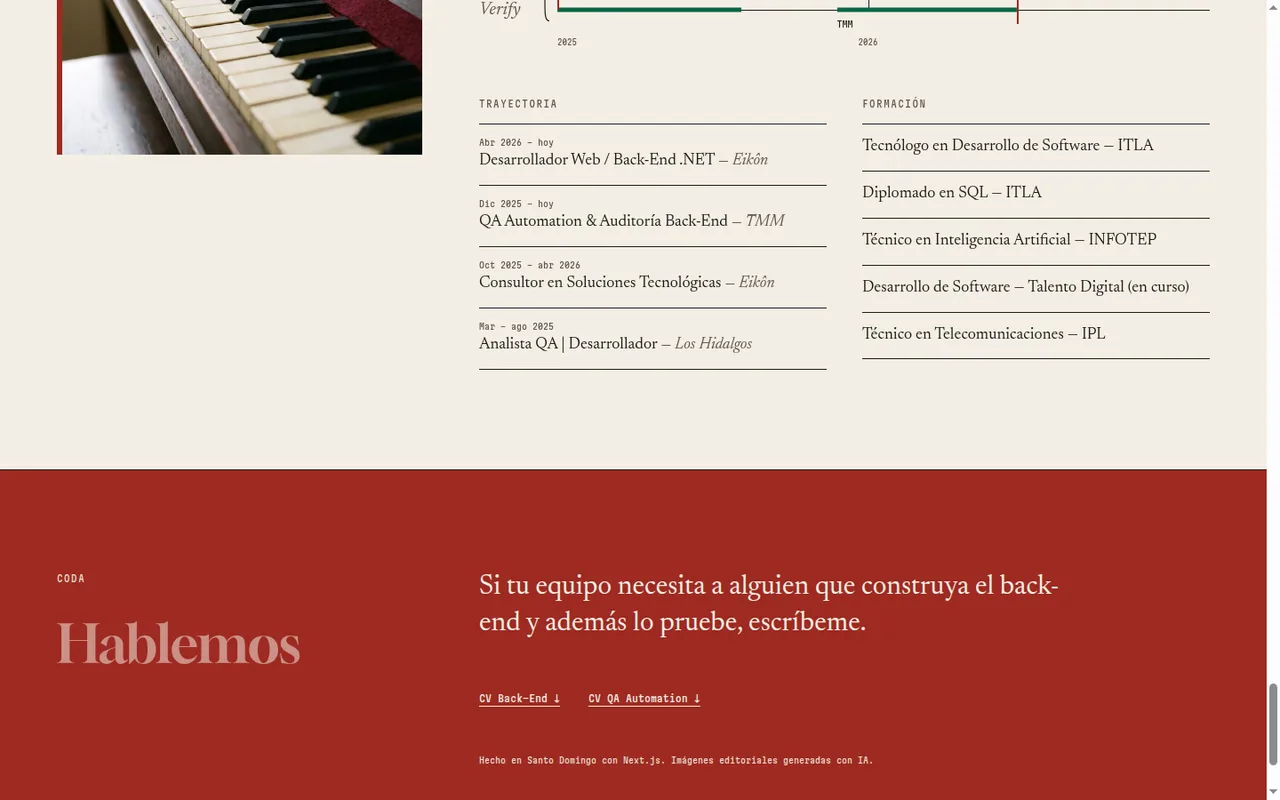 Verify
TMM
2025
2026
TRAYECTORIA
Abr 2026 – hoy
Desarrollador Web / Back-End .NET – Eikôn
Dic 2025 – hoy
QA Automation & Auditoría Back-End – TMM
Oct 2025 – abr 2026
Consultor en Soluciones Tecnológicas – Eikôn
Mar – ago 2025
Analista QA | Desarrollador – Los Hidalgos
FORMACIÓN
Tecnólogo en Desarrollo de Software – ITLA
Diplomado en SQL – ITLA
Técnico en Inteligencia Artificial – INFOTEP
Desarrollo de Software – Talento Digital (en curso)
Técnico en Telecomunicaciones – IPL
CODA
Hablemos
Si tu equipo necesita a alguien que construya el back-
end y además lo pruebe, escríbeme.
CV Back-End ↓
CV QA Automation ↓
Hecho en Santo Domingo con Next.js. Imágenes editoriales generadas con IA.